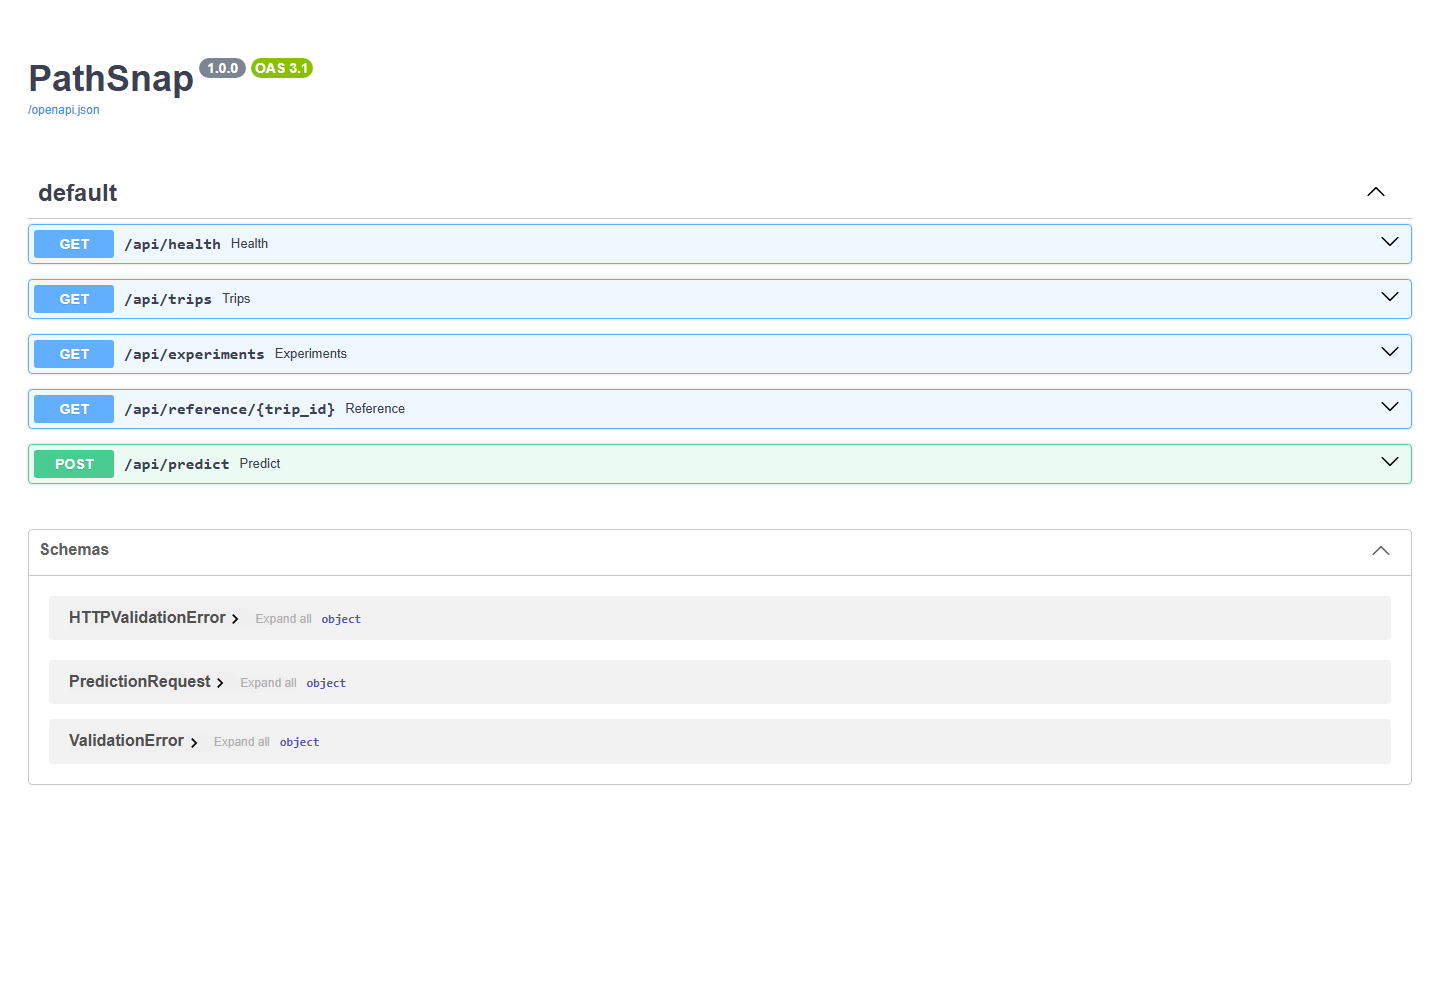 PathSnap 1.0.0 OAS 3.1
/openapi.json
default
GET /api/health Health
GET /api/trips Trips
GET /api/experiments Experiments
GET /api/reference/{trip_id} Reference
POST /api/predict Predict
Schemas
HTTPValidationError Expand all object
PredictionRequest Expand all object
ValidationError Expand all object